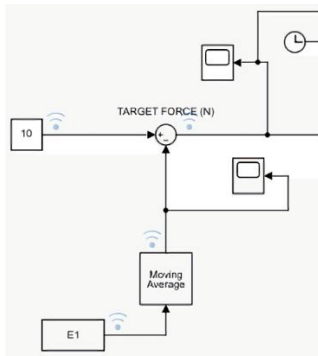 TARGET FORCE (N)
10
+
−
Moving
Average
E1